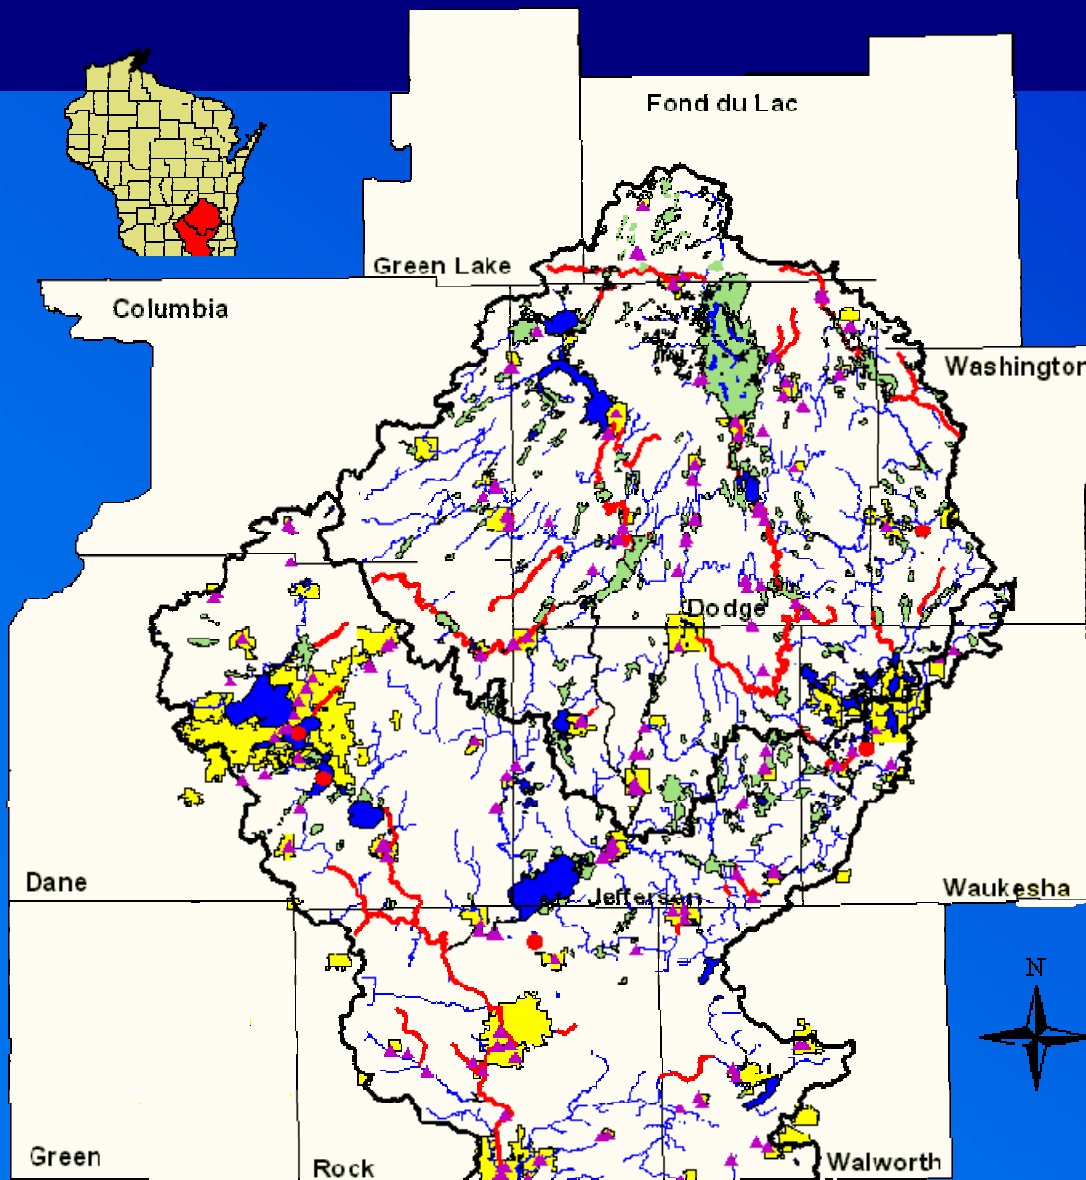 Fond du Lac
Green Lake
Columbia
Washington
Dodge
Dane
Jefferson
Waukesha
N
Green
Rock
Walworth